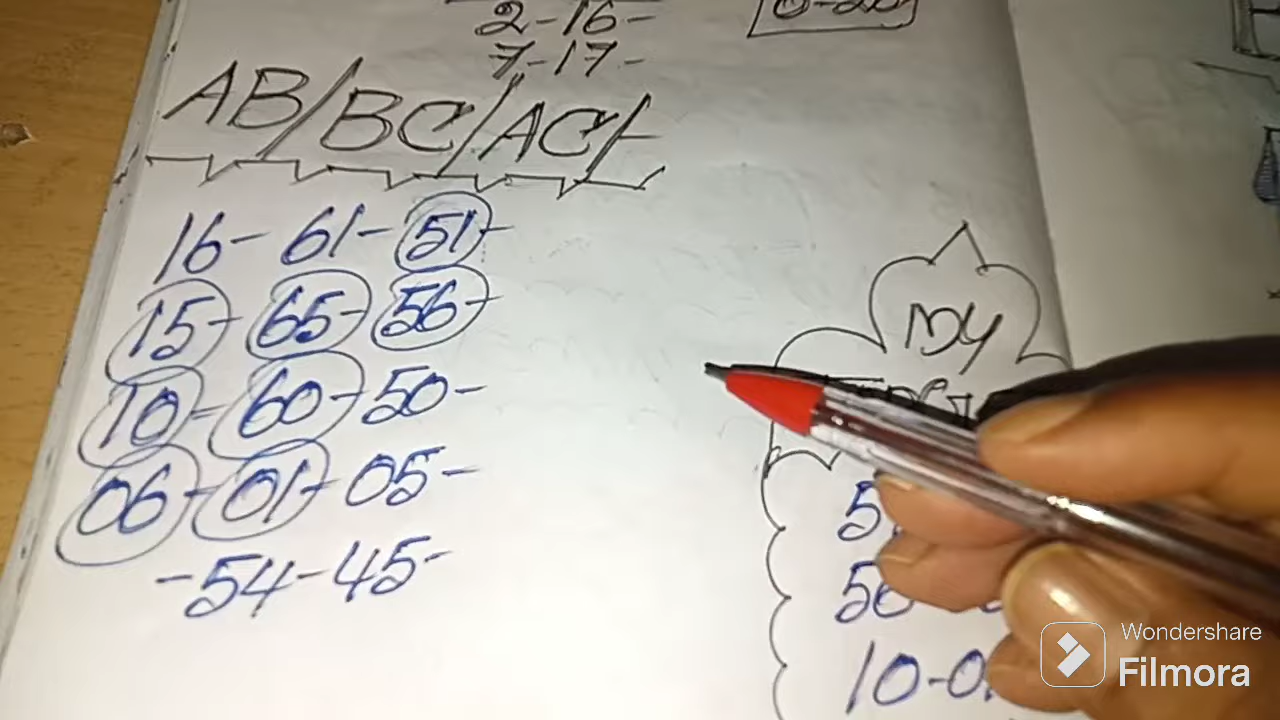 2-16-
7-17-
AB/BC/AC/-
16- 61- 51-
15- 65- 56-
10- 60- 50-
06- 01- 05-
-54-45-
10-0
Wondershare
Filmora